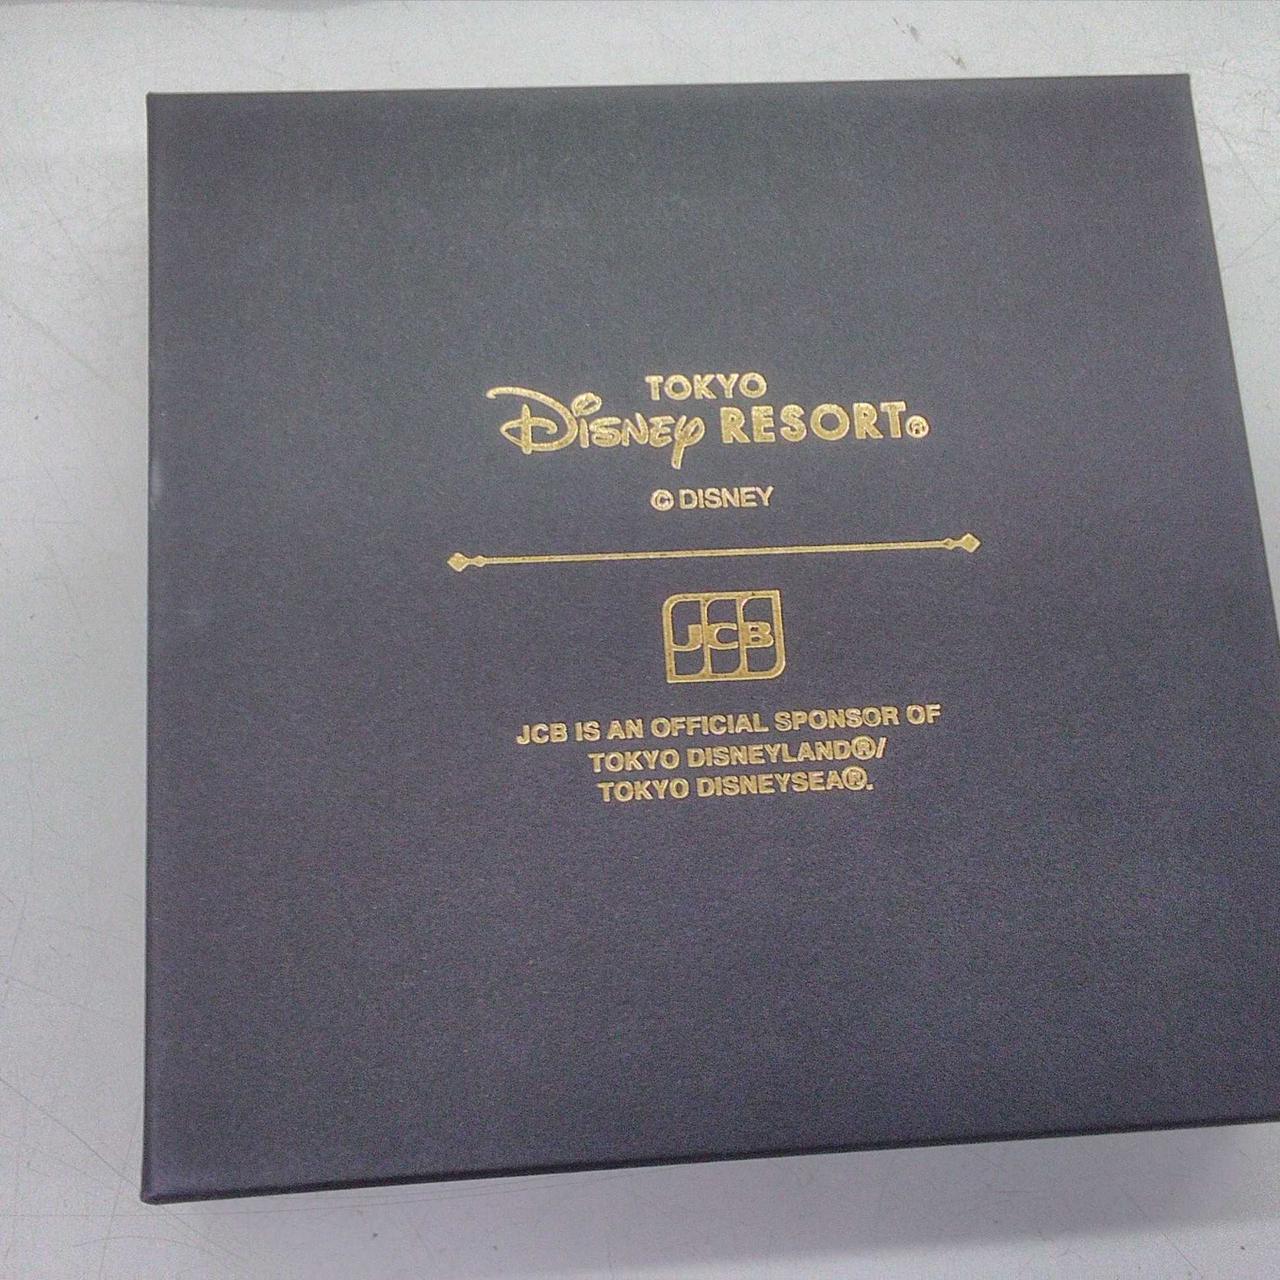 TOKYO
Disney RESORT®
© DISNEY
JCB
JCB IS AN OFFICIAL SPONSOR OF
TOKYO DISNEYLAND®/
TOKYO DISNEYSEA®.